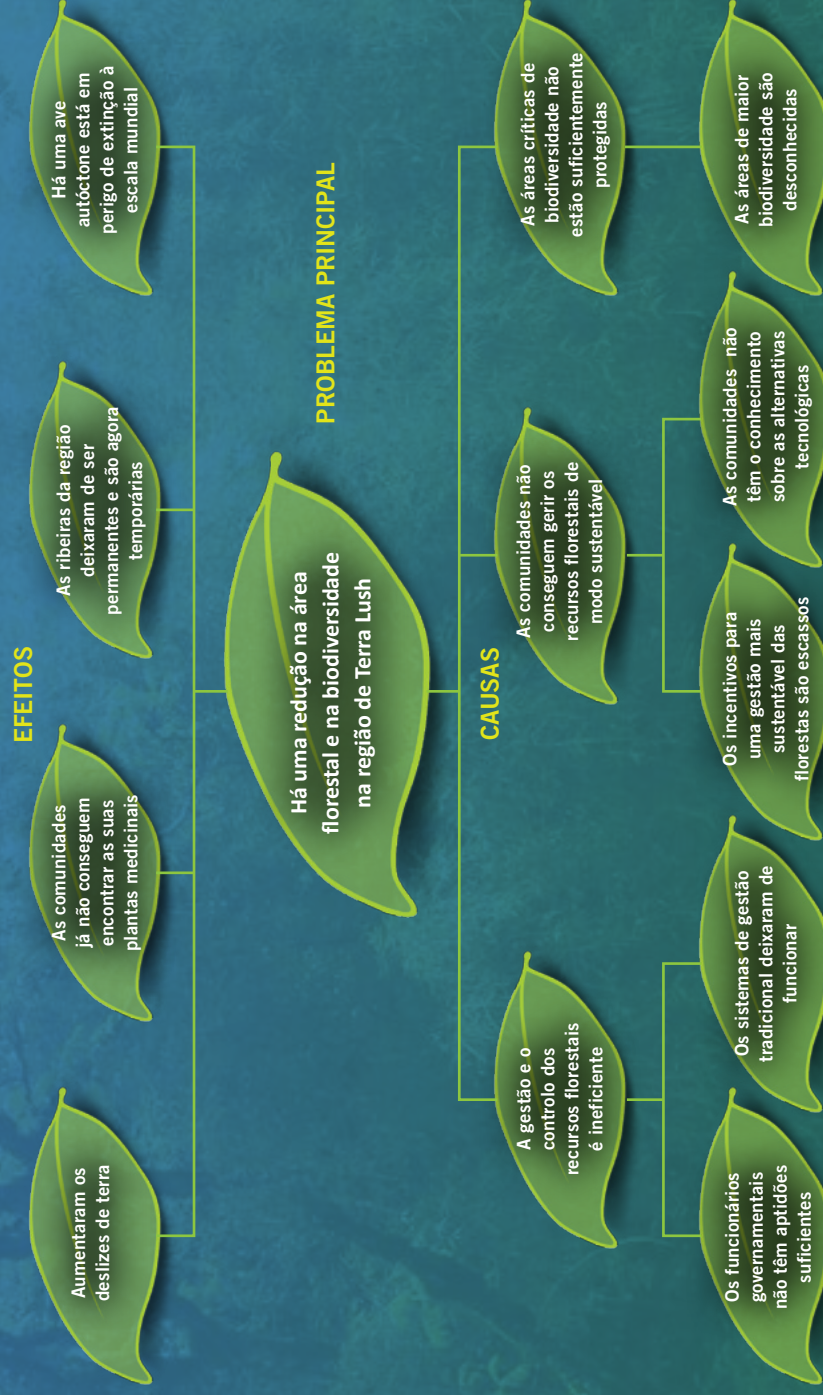 EFEITOS
Aumentaram os
deslizes de terra
As comunidades
já não conseguem
encontrar as suas
plantas medicinais
As ribeiras da região
deixaram de ser
permanentes e são agora
temporárias
Há uma ave
autóctone está em
perigo de extinção à
escala mundial
PROBLEMA PRINCIPAL
Há uma redução na área
florestal e na biodiversidade
na região de Terra Lush
CAUSAS
A gestão e o
controlo dos
recursos florestais
é ineficiente
As comunidades não
conseguem gerir os
recursos florestais de
modo sustentável
As áreas críticas de
biodiversidade não
estão suficientemente
protegidas
Os funcionários
governamentais
não têm aptidões
suficientes
Os sistemas de gestão
tradicional deixaram de
funcionar
Os incentivos para
uma gestão mais
sustentável das
florestas são escassos
As comunidades não
têm o conhecimento
sobre as alternativas
tecnológicas
As áreas de maior
biodiversidade são
desconhecidas